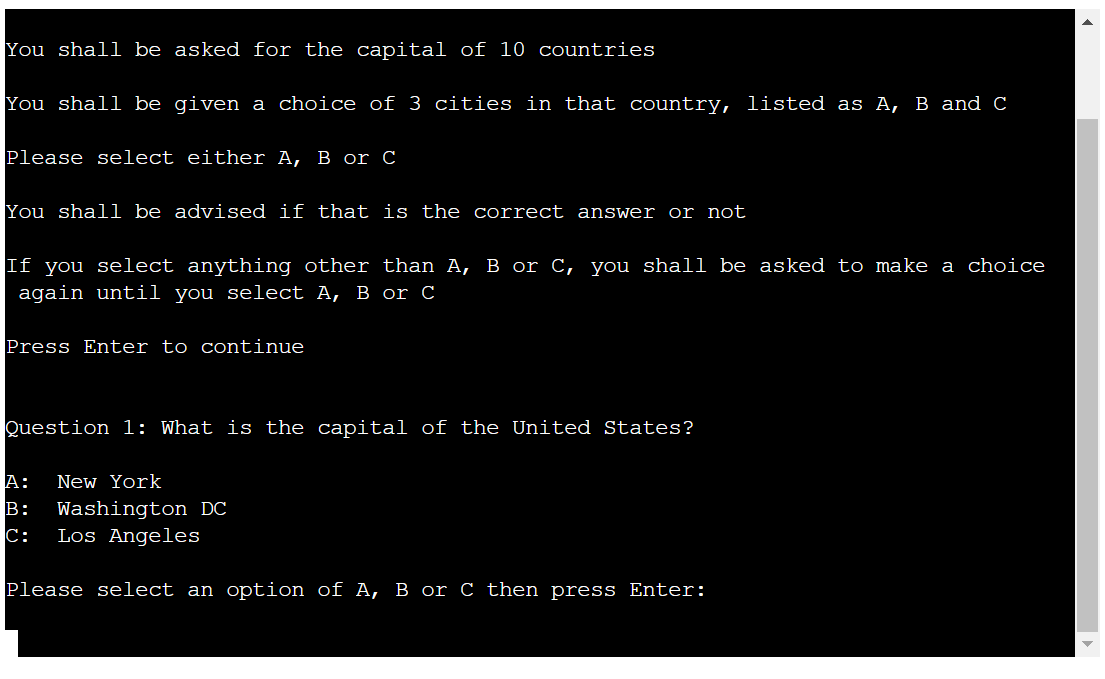 You shall be asked for the capital of 10 countries
You shall be given a choice of 3 cities in that country, listed as A, B and C
Please select either A, B or C
You shall be advised if that is the correct answer or not
If you select anything other than A, B or C, you shall be asked to make a choice
again until you select A, B or C
Press Enter to continue
Question 1: What is the capital of the United States?
A:  New York
B:  Washington DC
C:  Los Angeles
Please select an option of A, B or C then press Enter: